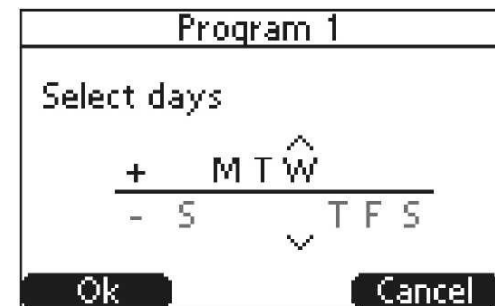 Program 1
Select days
+ M T W
- S T F S
Ok Cancel